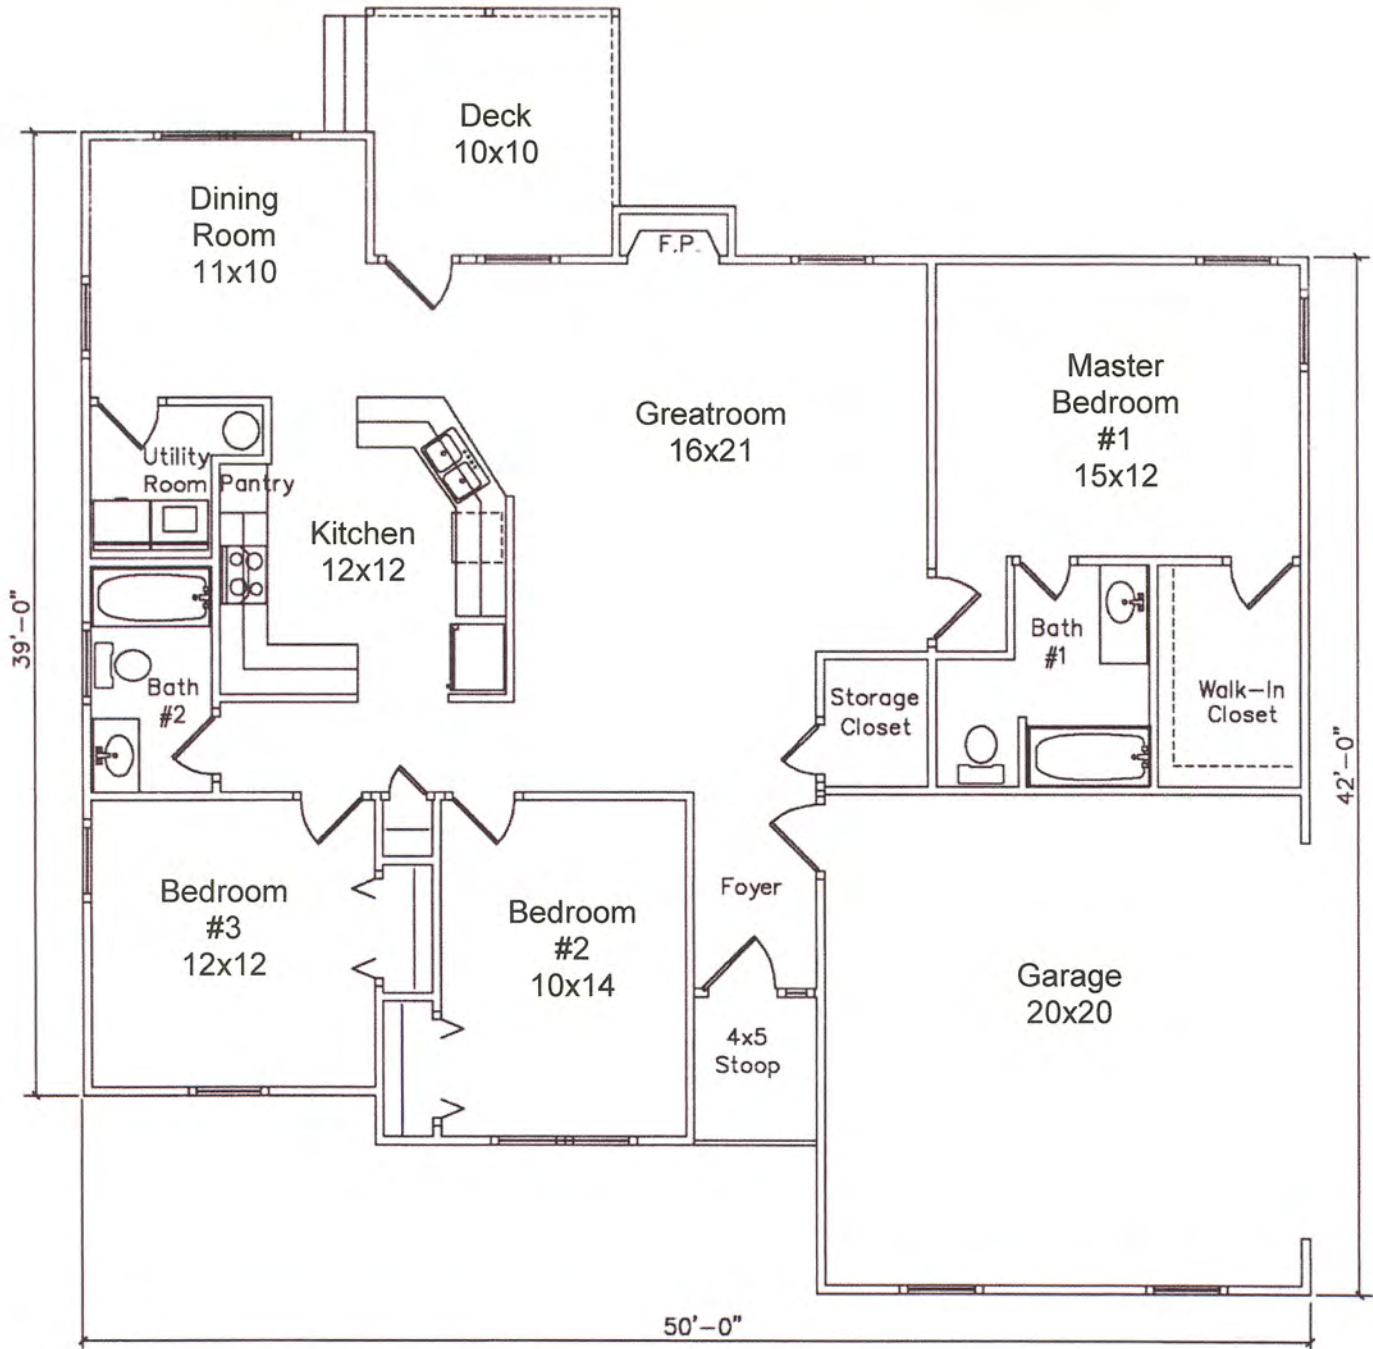 Deck
10x10
Dining
Room
11x10
F.P.
Master
Bedroom
#1
15x12
Greatroom
16x21
Utility
Room
Pantry
Kitchen
12x12
39'-0"
Bath
#1
Bath
#2
Storage
Closet
Walk-In
Closet
42'-0"
Bedroom
#3
12x12
Bedroom
#2
10x14
Foyer
Garage
20x20
4x5
Stoop
50'-0"